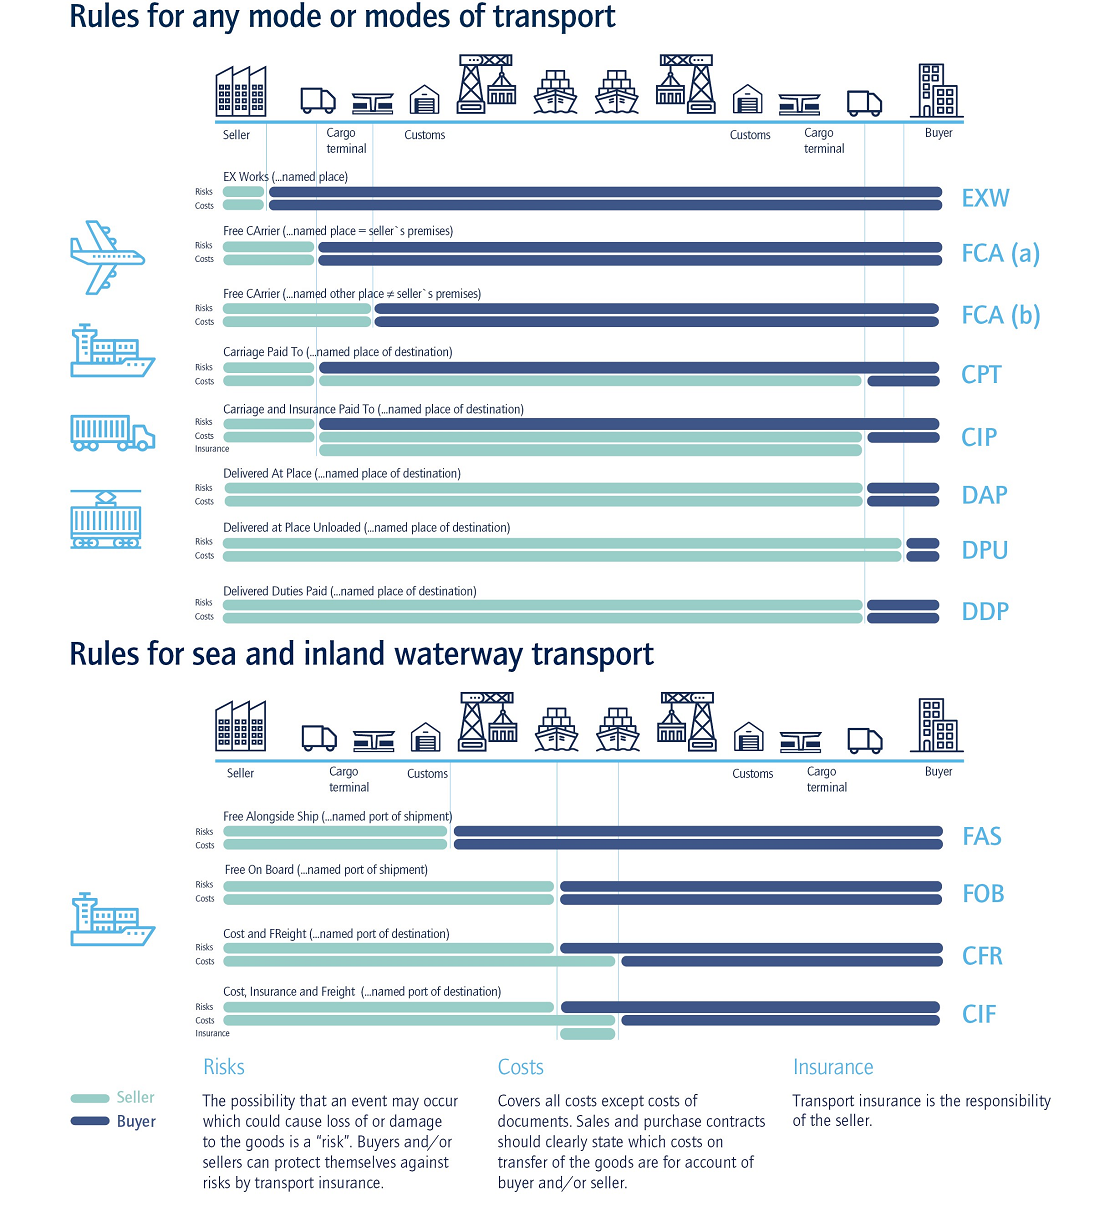 Rules for any mode or modes of transport
Seller
Cargo
terminal
Customs
Customs
Cargo
terminal
Buyer
EX Works (...named place)
Risks
Costs
EXW
Free CArrier (...named place = seller`s premises)
Risks
Costs
FCA (a)
Free CArrier (...named other place ≠ seller`s premises)
Risks
Costs
FCA (b)
Carriage Paid To (...named place of destination)
Risks
Costs
CPT
Carriage and Insurance Paid To (...named place of destination)
Risks
Costs
Insurance
CIP
Delivered At Place (...named place of destination)
Risks
Costs
DAP
Delivered at Place Unloaded (...named place of destination)
Risks
Costs
DPU
Delivered Duties Paid (...named place of destination)
Risks
Costs
DDP
Rules for sea and inland waterway transport
Seller
Cargo
terminal
Customs
Customs
Cargo
terminal
Buyer
Free Alongside Ship (...named port of shipment)
Risks
Costs
FAS
Free On Board (...named port of shipment)
Risks
Costs
FOB
Cost and FReight (...named port of destination)
Risks
Costs
CFR
Cost, Insurance and Freight (...named port of destination)
Risks
Costs
Insurance
CIF
Seller
Buyer
Risks
The possibility that an event may occur
which could cause loss of or damage
to the goods is a “risk”. Buyers and/or
sellers can protect themselves against
risks by transport insurance.
Costs
Covers all costs except costs of
documents. Sales and purchase contracts
should clearly state which costs on
transfer of the goods are for account of
buyer and/or seller.
Insurance
Transport insurance is the responsibility
of the seller.